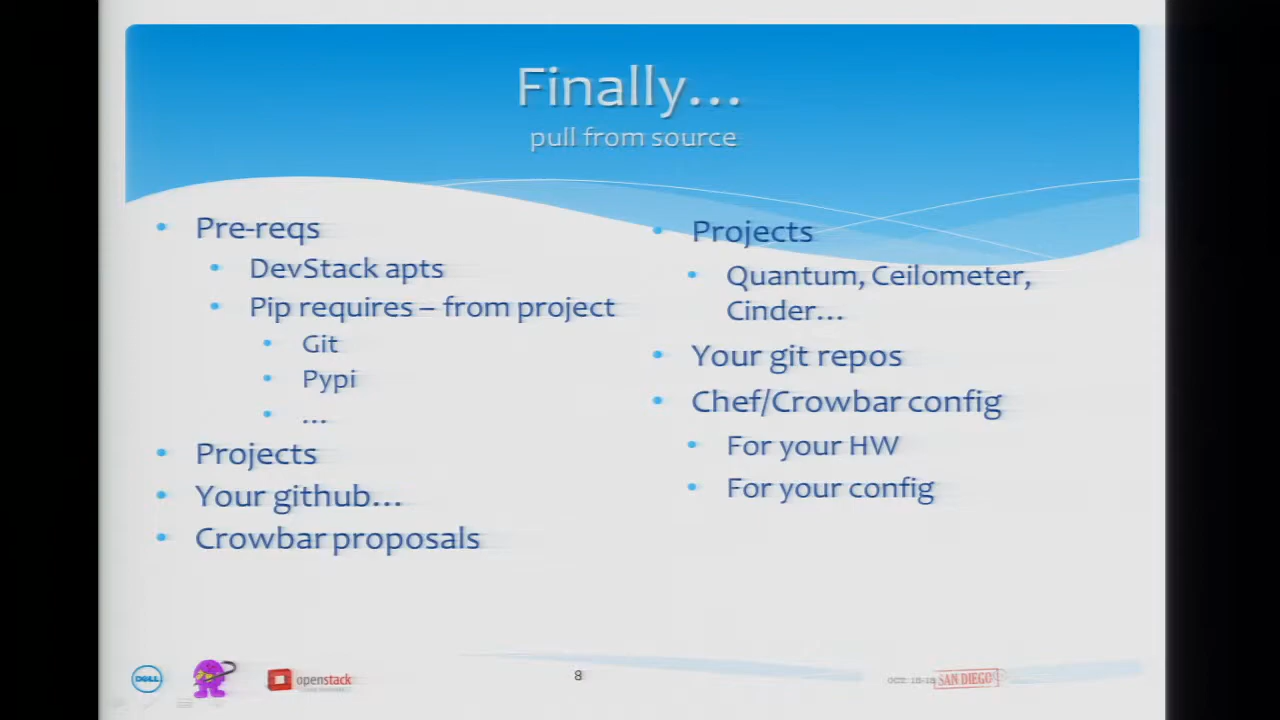 Finally...
pull from source
Pre-reqs
DevStack apts
Pip requires – from project
Git
Pypi
...
Projects
Your github...
Crowbar proposals
Projects
Quantum, Ceilometer,
Cinder...
Your git repos
Chef/Crowbar config
For your HW
For your config
DELL
openstack
8
SAN DIEGO